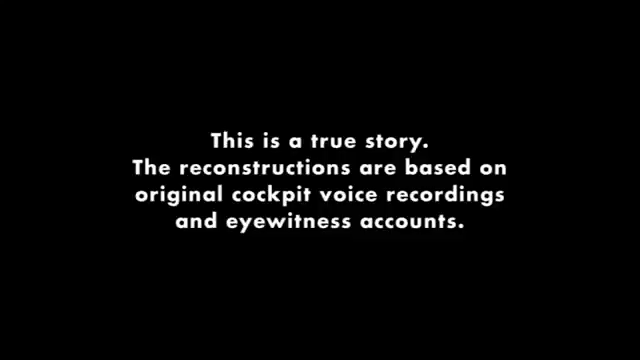 This is a true story.
The reconstructions are based on
original cockpit voice recordings
and eyewitness accounts.